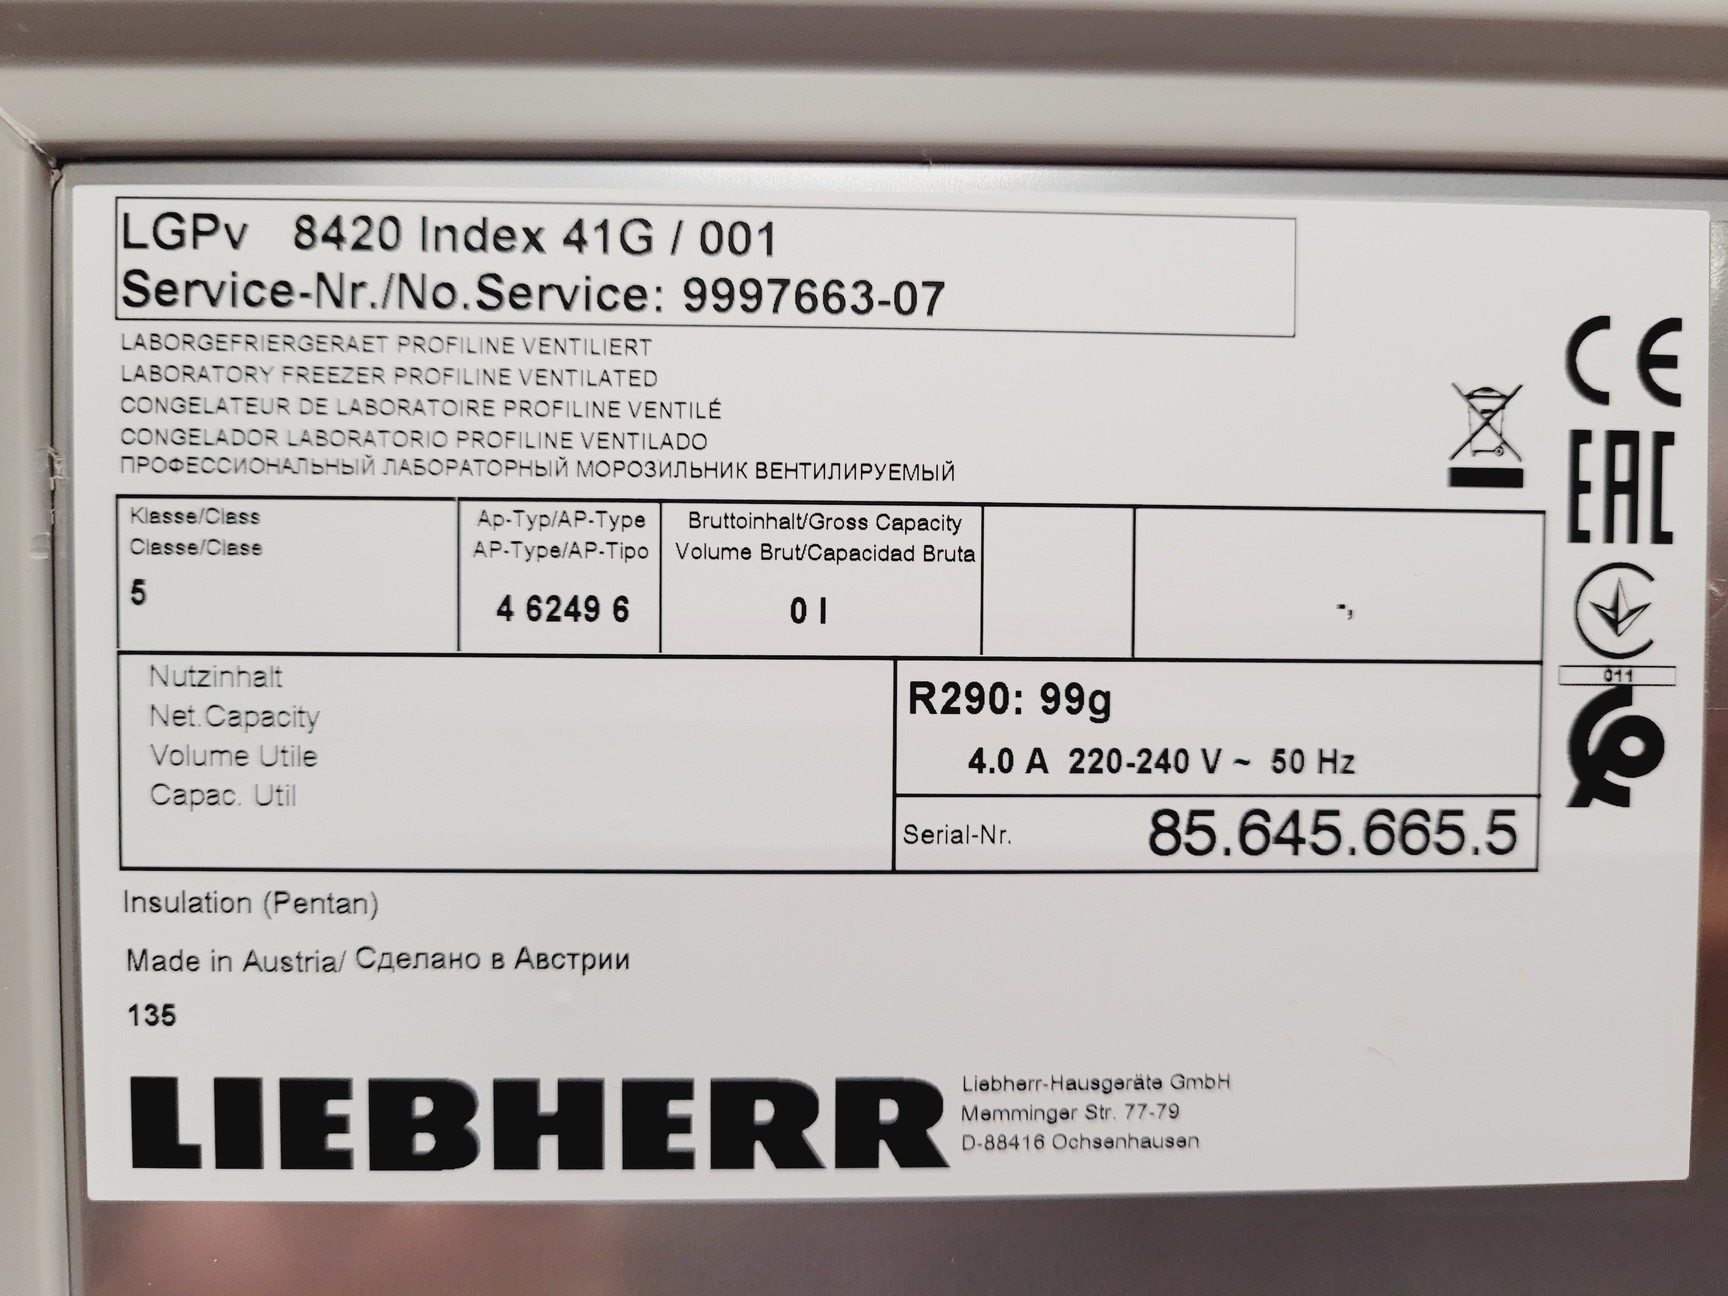 LGPv 8420 Index 41G / 001
Service-Nr./No.Service: 9997663-07
LABORGEFRIERGERAET PROFILINE VENTILIERT
LABORATORY FREEZER PROFILINE VENTILATED
CONGELATEUR DE LABORATOIRE PROFILINE VENTILÉ
CONGELADOR LABORATORIO PROFILINE VENTILADO
ПРОФЕССИОНАЛЬНЫЙ ЛАБОРАТОРНЫЙ МОРОЗИЛЬНИК ВЕНТИЛИРУЕМЫЙ
CE
EAC
011
Klasse/Class
Classe/Clase
5
Ap-Typ/AP-Type
AP-Type/AP-Tipo
4 6249 6
Bruttoinhalt/Gross Capacity
Volume Brut/Capacidad Bruta
0 l
-,
Nutzinhalt
Net.Capacity
Volume Utile
Capac. Util
R290: 99g
4.0 A 220-240 V ~ 50 Hz
Serial-Nr. 85.645.665.5
Insulation (Pentan)
Made in Austria/ Сделано в Австрии
135
LIEBHERR
Liebherr-Hausgeräte GmbH
Memminger Str. 77-79
D-88416 Ochsenhausen